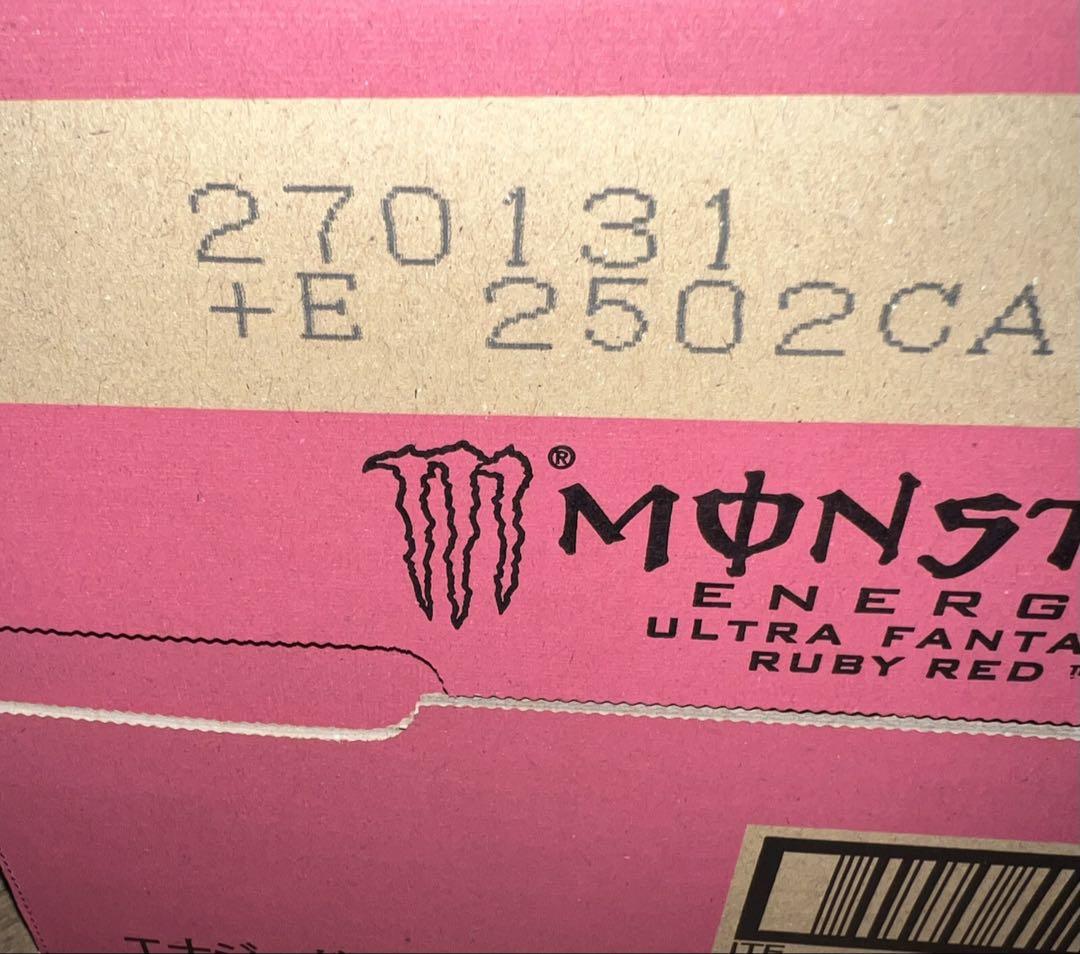 270131
+E 2502CA
® MONST
ENERG
ULTRA FANTA
RUBY RED